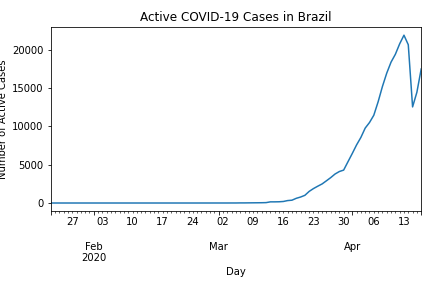 Active COVID-19 Cases in Brazil
Number of Active Cases
20000
15000
10000
5000
0
27 03 10 17 24 02 09 16 23 30 06 13
Feb Mar Apr
2020
Day